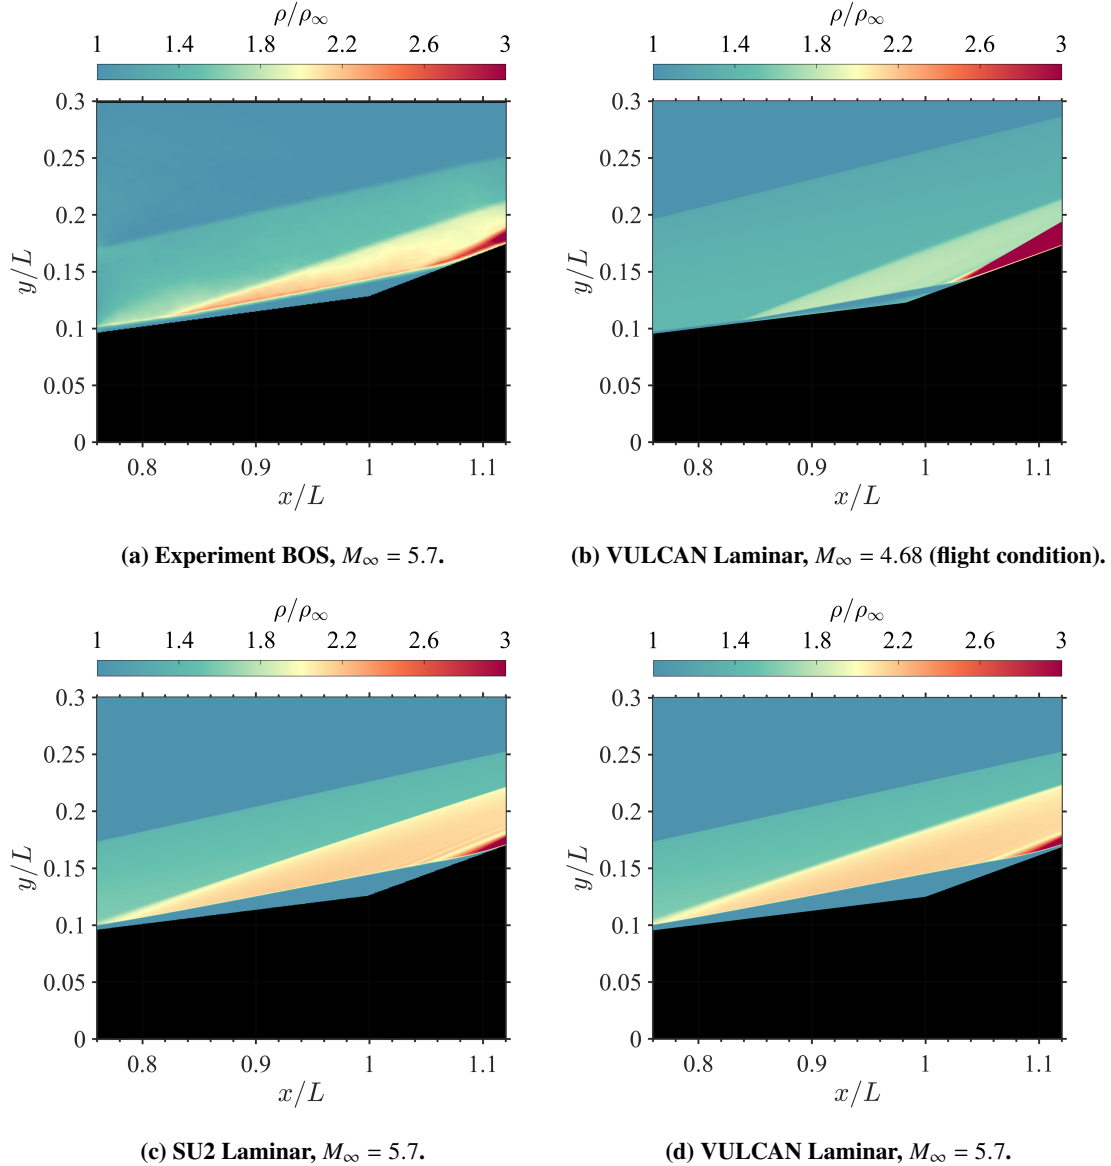 ρ/ρ∞
1 1.4 1.8 2.2 2.6 3
0.3
0.25
0.2
0.15
0.1
0.05
0
y/L
0.8 0.9 1 1.1
x/L
(a) Experiment BOS, M∞ = 5.7.
ρ/ρ∞
1 1.4 1.8 2.2 2.6 3
0.3
0.25
0.2
0.15
0.1
0.05
0
y/L
0.8 0.9 1 1.1
x/L
(b) VULCAN Laminar, M∞ = 4.68 (flight condition).
ρ/ρ∞
1 1.4 1.8 2.2 2.6 3
0.3
0.25
0.2
0.15
0.1
0.05
0
y/L
0.8 0.9 1 1.1
x/L
(c) SU2 Laminar, M∞ = 5.7.
ρ/ρ∞
1 1.4 1.8 2.2 2.6 3
0.3
0.25
0.2
0.15
0.1
0.05
0
y/L
0.8 0.9 1 1.1
x/L
(d) VULCAN Laminar, M∞ = 5.7.